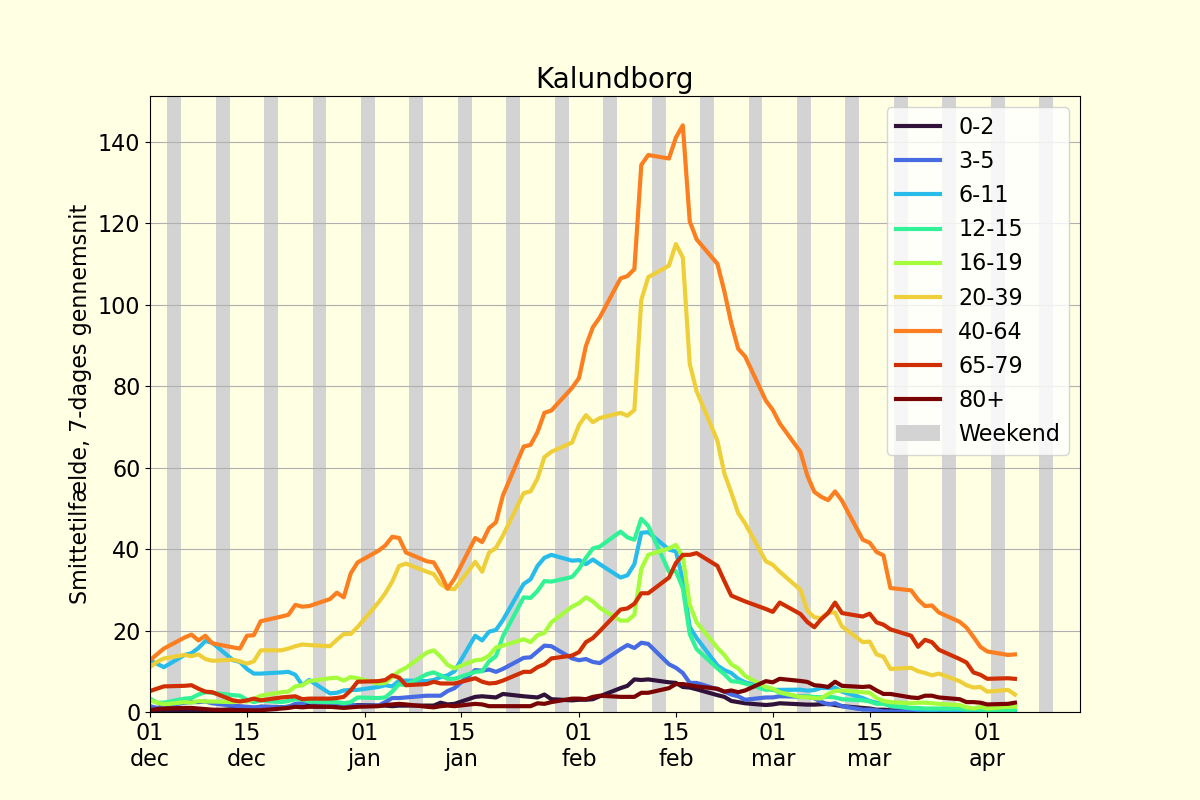 Kalundborg
Smittetilfælde, 7-dages gennemsnit
140
120
100
80
60
40
20
0
01 dec
15 dec
01 jan
15 jan
01 feb
15 feb
01 mar
15 mar
01 apr
0-2
3-5
6-11
12-15
16-19
20-39
40-64
65-79
80+
Weekend